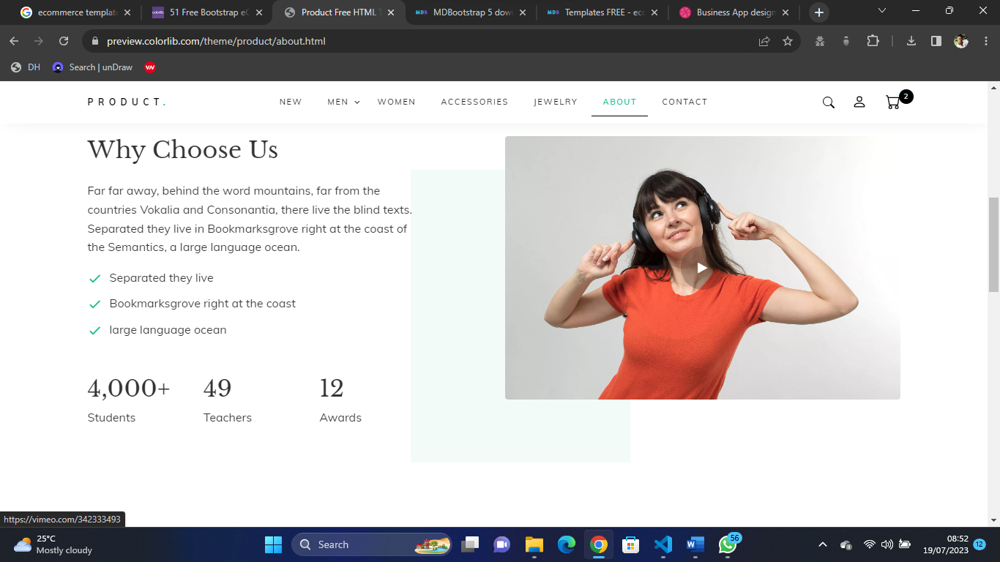 ecommerce templat
51 Free Bootstrap eC
Product Free HTML T
MDBootstrap 5 dow
Templates FREE - eco
Business App design
preview.colorlib.com/theme/product/about.html
DH
Search | unDraw
PRODUCT.
NEW
MEN
WOMEN
ACCESSORIES
JEWELRY
ABOUT
CONTACT
2
Why Choose Us
Far far away, behind the word mountains, far from the
countries Vokalia and Consonantia, there live the blind texts.
Separated they live in Bookmarksgrove right at the coast of
the Semantics, a large language ocean.
Separated they live
Bookmarksgrove right at the coast
large language ocean
4,000+
49
12
Students
Teachers
Awards
https://vimeo.com/342333493
25°C
Mostly cloudy
Search
56
08:52
19/07/2023
12